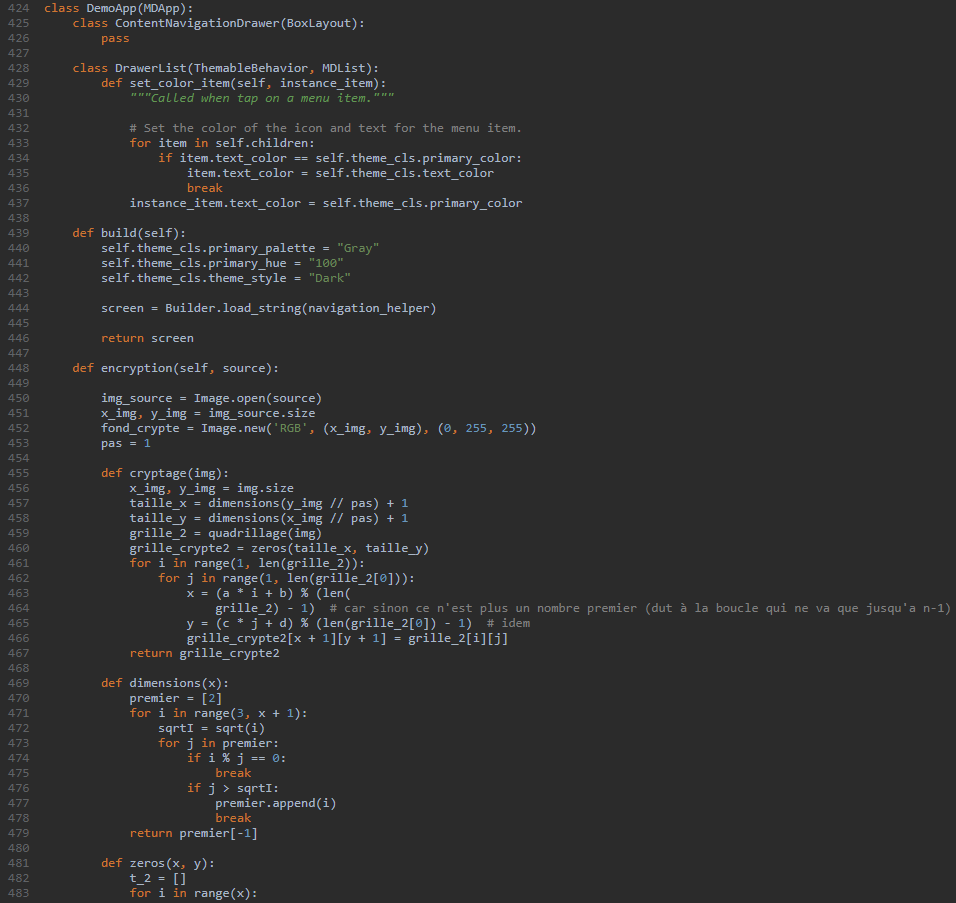 424 class DemoApp(MDApp):
425     class ContentNavigationDrawer(BoxLayout):
426         pass
427
428     class DrawerList(ThemableBehavior, MDList):
429         def set_color_item(self, instance_item):
430             """Called when tap on a menu item."""
431
432             # Set the color of the icon and text for the menu item.
433             for item in self.children:
434                 if item.text_color == self.theme_cls.primary_color:
435                     item.text_color = self.theme_cls.text_color
436                     break
437             instance_item.text_color = self.theme_cls.primary_color
438
439     def build(self):
440         self.theme_cls.primary_palette = "Gray"
441         self.theme_cls.primary_hue = "100"
442         self.theme_cls.theme_style = "Dark"
443
444         screen = Builder.load_string(navigation_helper)
445
446         return screen
447
448     def encryption(self, source):
449
450         img_source = Image.open(source)
451         x_img, y_img = img_source.size
452         fond_crypte = Image.new('RGB', (x_img, y_img), (0, 255, 255))
453         pas = 1
454
455         def cryptage(img):
456             x_img, y_img = img.size
457             taille_x = dimensions(y_img // pas) + 1
458             taille_y = dimensions(x_img // pas) + 1
459             grille_2 = quadrillage(img)
460             grille_crypte2 = zeros(taille_x, taille_y)
461             for i in range(1, len(grille_2)):
462                 for j in range(1, len(grille_2[0])):
463                     x = (a * i + b) % (len(
464                         grille_2) - 1)  # car sinon ce n'est plus un nombre premier (dut à la boucle qui ne va que jusqu'a n-1)
465                     y = (c * j + d) % (len(grille_2[0]) - 1)  # idem
466                     grille_crypte2[x + 1][y + 1] = grille_2[i][j]
467             return grille_crypte2
468
469         def dimensions(x):
470             premier = [2]
471             for i in range(3, x + 1):
472                 sqrtI = sqrt(i)
473                 for j in premier:
474                     if i % j == 0:
475                         break
476                     if j > sqrtI:
477                         premier.append(i)
478                         break
479             return premier[-1]
480
481         def zeros(x, y):
482             t_2 = []
483             for i in range(x):